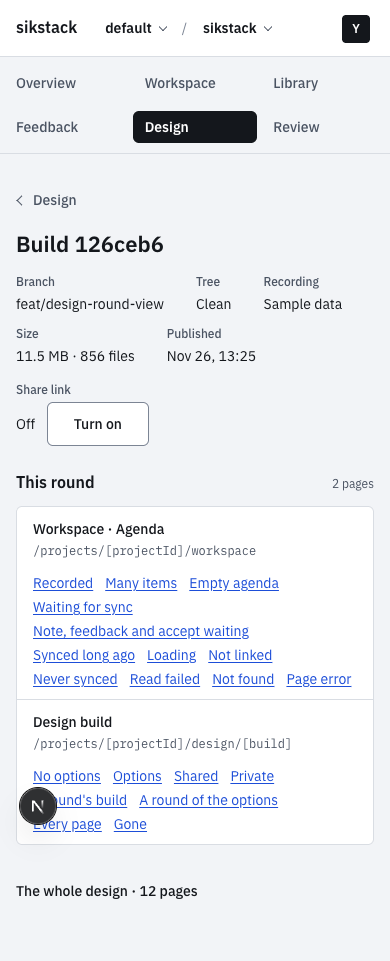 sikstack default / sikstack Y
Overview Workspace Library
Feedback Design Review
Design
Build 126ceb6
Branch Tree Recording
feat/design-round-view Clean Sample data
Size Published
11.5 MB · 856 files Nov 26, 13:25
Share link
Off Turn on
This round 2 pages
Workspace · Agenda
/projects/[projectId]/workspace
Recorded Many items Empty agenda
Waiting for sync
Note, feedback and accept waiting
Synced long ago Loading Not linked
Never synced Read failed Not found Page error
Design build
/projects/[projectId]/design/[build]
No options Options Shared Private
build A round of the options
Every page Gone
N
The whole design · 12 pages